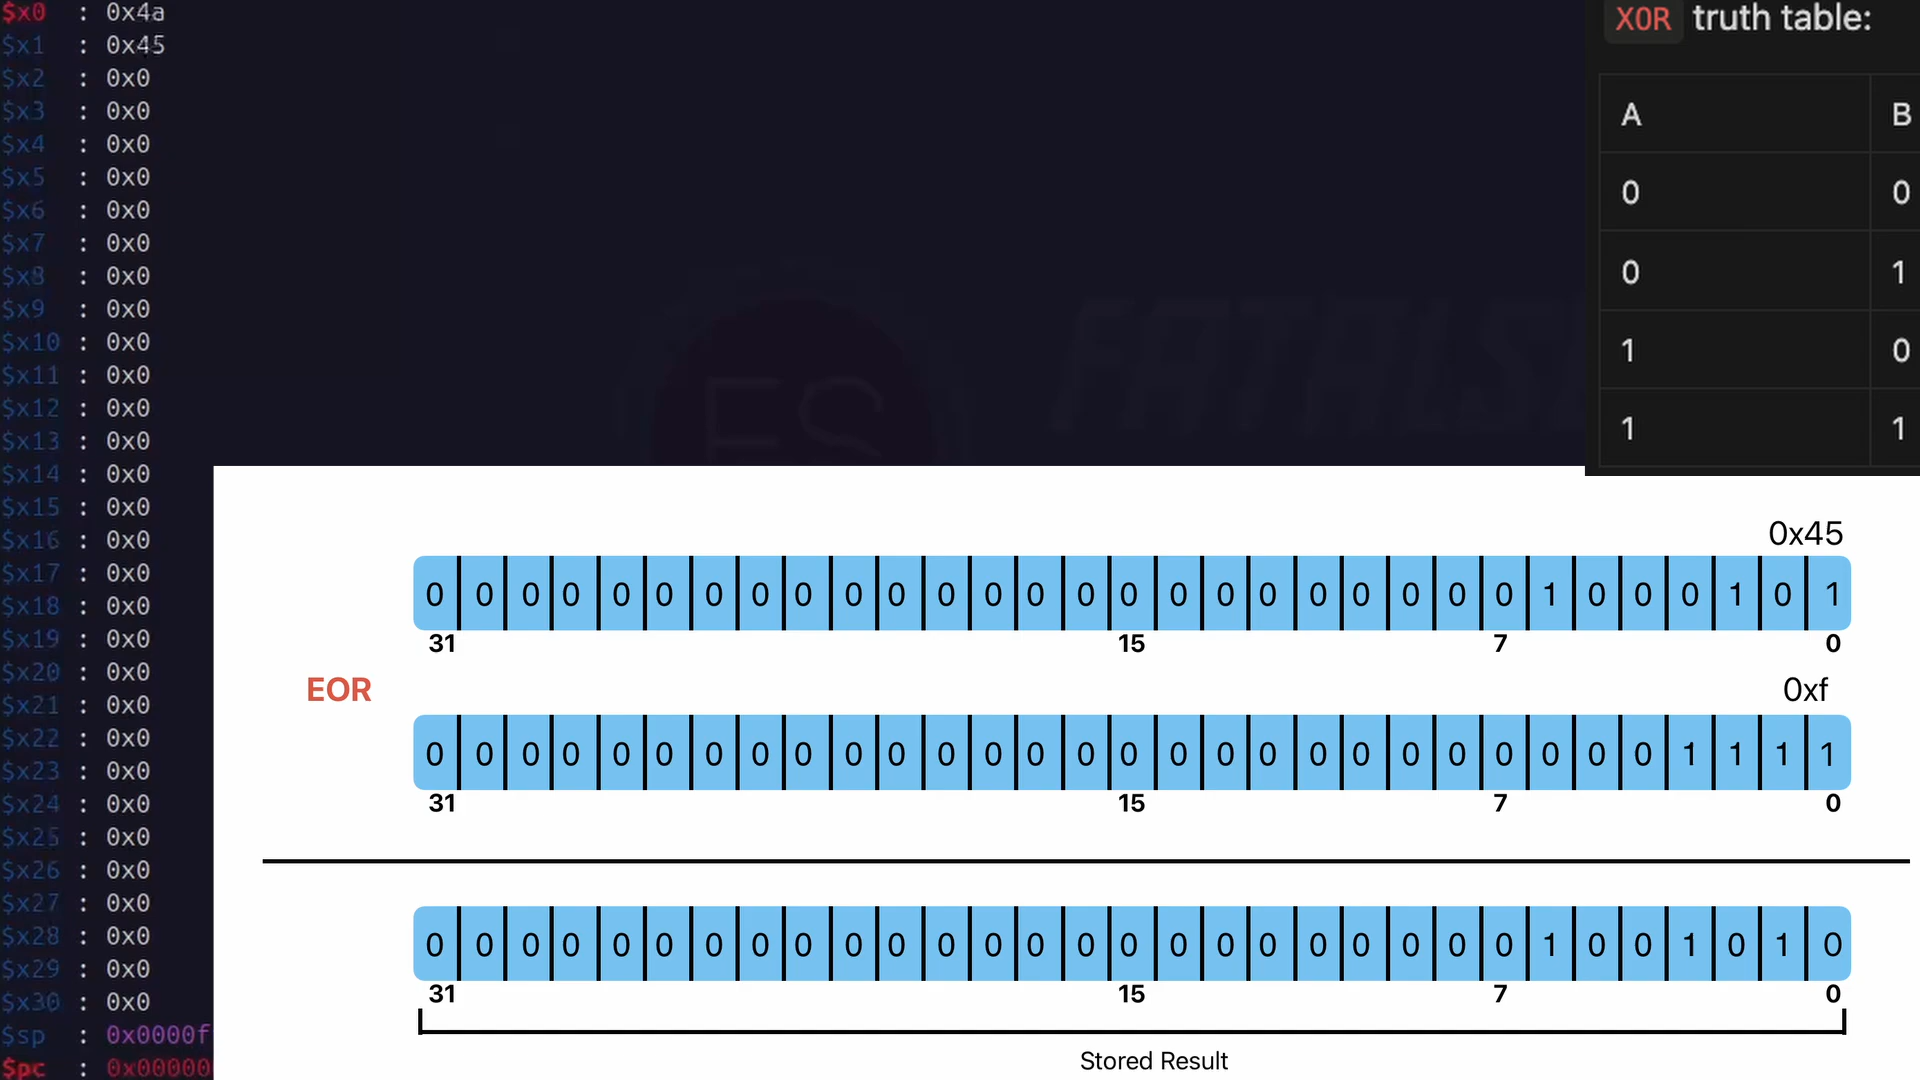 $x0 : 0x4a
$x1 : 0x45
$x2 : 0x0
$x3 : 0x0
$x4 : 0x0
$x5 : 0x0
$x6 : 0x0
$x7 : 0x0
$x8 : 0x0
$x9 : 0x0
$x10 : 0x0
$x11 : 0x0
$x12 : 0x0
$x13 : 0x0
$x14 : 0x0
$x15 : 0x0
$x16 : 0x0
$x17 : 0x0
$x18 : 0x0
$x19 : 0x0
$x20 : 0x0
$x21 : 0x0
$x22 : 0x0
$x23 : 0x0
$x24 : 0x0
$x25 : 0x0
$x26 : 0x0
$x27 : 0x0
$x28 : 0x0
$x29 : 0x0
$x30 : 0x0
$sp : 0x0000f
$pc : 0x00000
XOR truth table:
A B
0 0
0 1
1 0
1 1
FS
FATALS
0x45
0 0 0 0 0 0 0 0 0 0 0 0 0 0 0 0 0 0 0 0 0 0 0 0 1 0 0 0 1 0 1
31 15 7 0
EOR
0xf
0 0 0 0 0 0 0 0 0 0 0 0 0 0 0 0 0 0 0 0 0 0 0 0 0 0 0 1 1 1 1
31 15 7 0
0 0 0 0 0 0 0 0 0 0 0 0 0 0 0 0 0 0 0 0 0 0 0 0 1 0 0 1 0 1 0
31 15 7 0
Stored Result